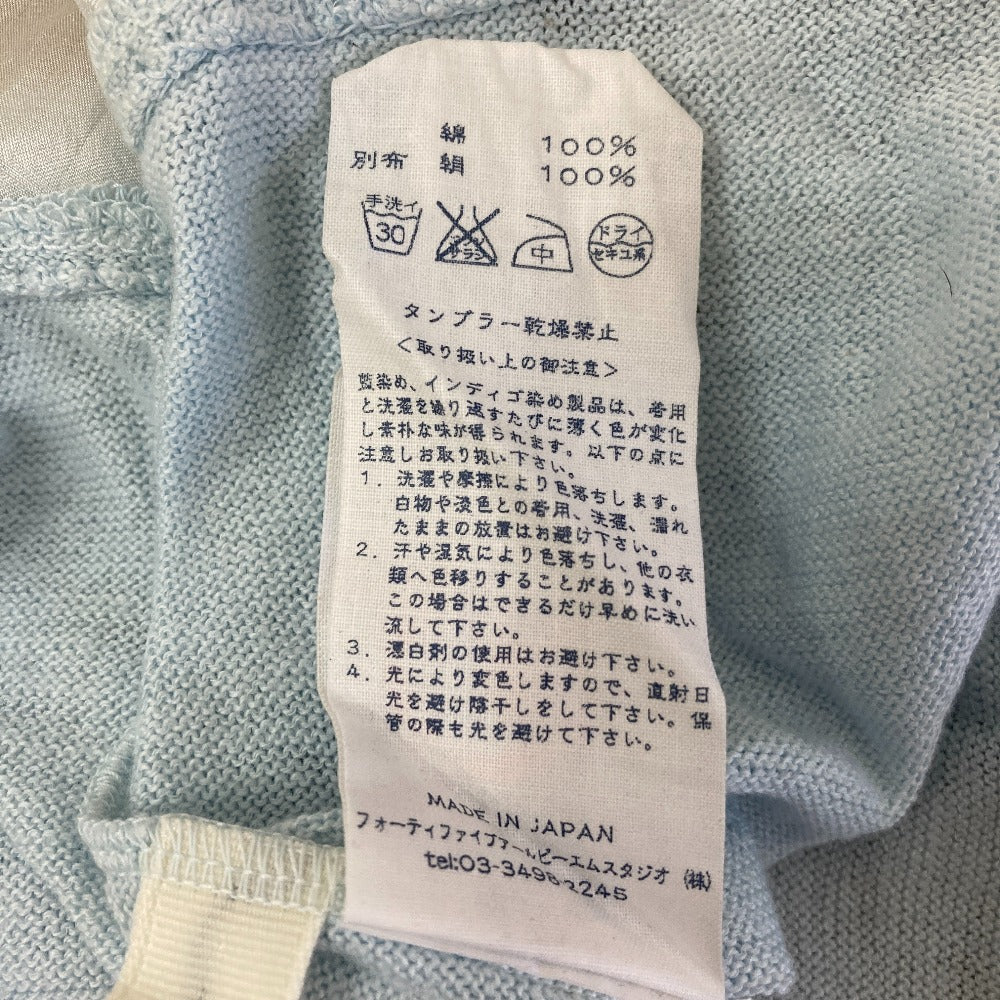 綿 100%
別布 絹 100%
手洗イ
30
エンソサラシ
中
ドライ
セキユ系
タンブラー乾燥禁止
<取り扱い上の御注意>
藍染め、インディゴ染め製品は、着用
と洗濯を繰り返すたびに薄く色が変化
し素朴な味が得られます。以下の点に
注意しお取り扱い下さい。
1. 洗濯や摩擦により色落ちします。
白物や淡色との着用、洗濯、濡れ
たままの放置はお避け下さい。
2. 汗や湿気により色落ちし、他の衣
類へ色移りすることがあります。
この場合はできるだけ早めに洗い
流して下さい。
3. 漂白剤の使用はお避け下さい。
4. 光により変色しますので、直射日
光を避け陰干しをして下さい。保
管の際も光を避けて下さい。
MADE IN JAPAN
フォーティファイブアールピーエムスタジオ (株)
tel:03-3498-2245